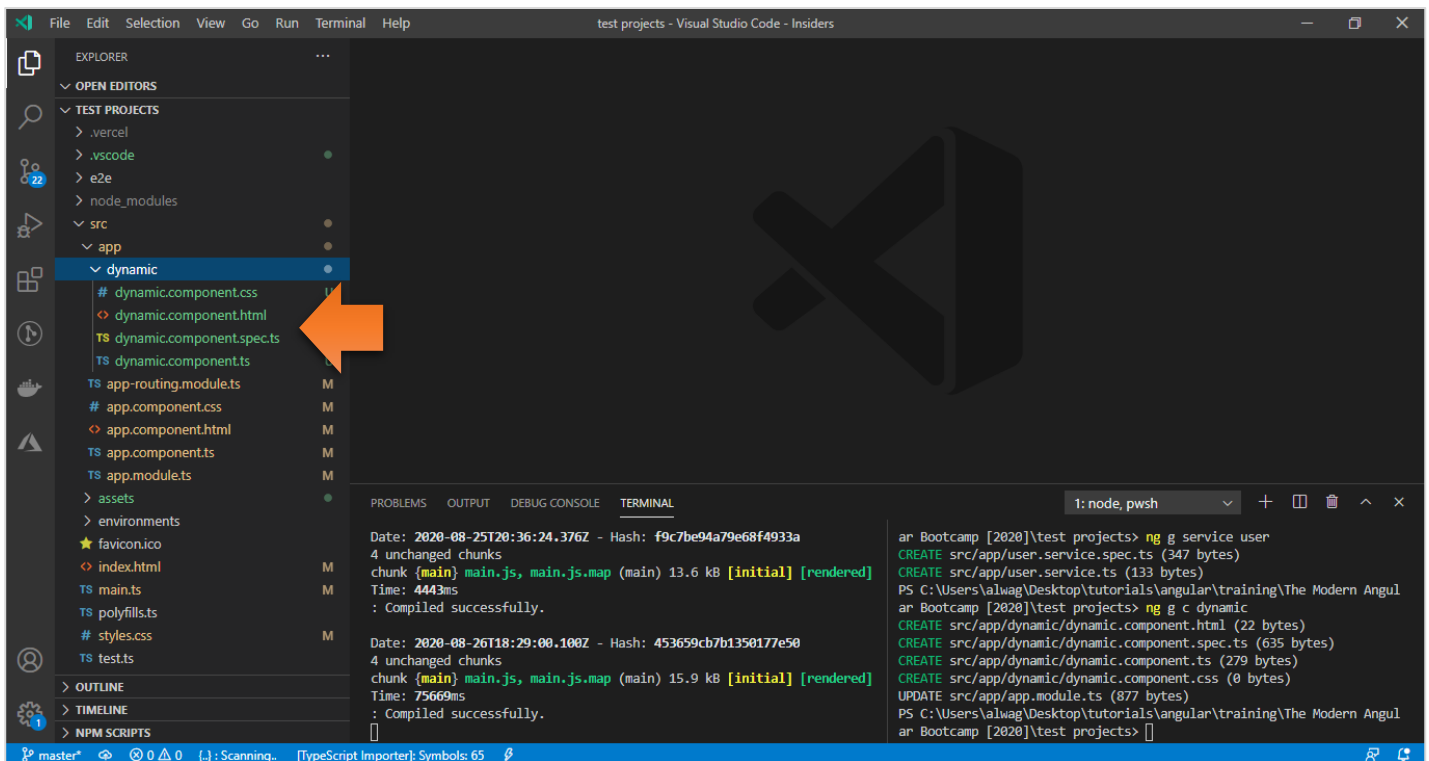 File Edit Selection View Go Run Terminal Help
test projects - Visual Studio Code - Insiders
EXPLORER
OPEN EDITORS
TEST PROJECTS
.vercel
.vscode
e2e
22
node_modules
src
app
dynamic
# dynamic.component.css U
<> dynamic.component.html
TS dynamic.component.spec.ts
TS dynamic.component.ts
TS app-routing.module.ts M
# app.component.css M
<> app.component.html M
TS app.component.ts M
TS app.module.ts M
assets
environments
favicon.ico
<> index.html M
TS main.ts M
TS polyfills.ts
# styles.css M
TS test.ts
OUTLINE
TIMELINE
1
NPM SCRIPTS
PROBLEMS OUTPUT DEBUG CONSOLE TERMINAL
1: node, pwsh
Date: 2020-08-25T20:36:24.376Z - Hash: f9c7be94a79e68f4933a
4 unchanged chunks
chunk {main} main.js, main.js.map (main) 13.6 kB [initial] [rendered]
Time: 4443ms
: Compiled successfully.
Date: 2020-08-26T18:29:00.100Z - Hash: 453659cb7b1350177e50
4 unchanged chunks
chunk {main} main.js, main.js.map (main) 15.9 kB [initial] [rendered]
Time: 75669ms
: Compiled successfully.
ar Bootcamp [2020]\test projects> ng g service user
CREATE src/app/user.service.spec.ts (347 bytes)
CREATE src/app/user.service.ts (133 bytes)
PS C:\Users\alwag\Desktop\tutorials\angular\training\The Modern Angul
ar Bootcamp [2020]\test projects> ng g c dynamic
CREATE src/app/dynamic/dynamic.component.html (22 bytes)
CREATE src/app/dynamic/dynamic.component.spec.ts (635 bytes)
CREATE src/app/dynamic/dynamic.component.ts (279 bytes)
CREATE src/app/dynamic/dynamic.component.css (0 bytes)
UPDATE src/app/app.module.ts (877 bytes)
PS C:\Users\alwag\Desktop\tutorials\angular\training\The Modern Angul
ar Bootcamp [2020]\test projects>
master* 0 0 {..} : Scanning.. [TypeScript Importer]: Symbols: 65